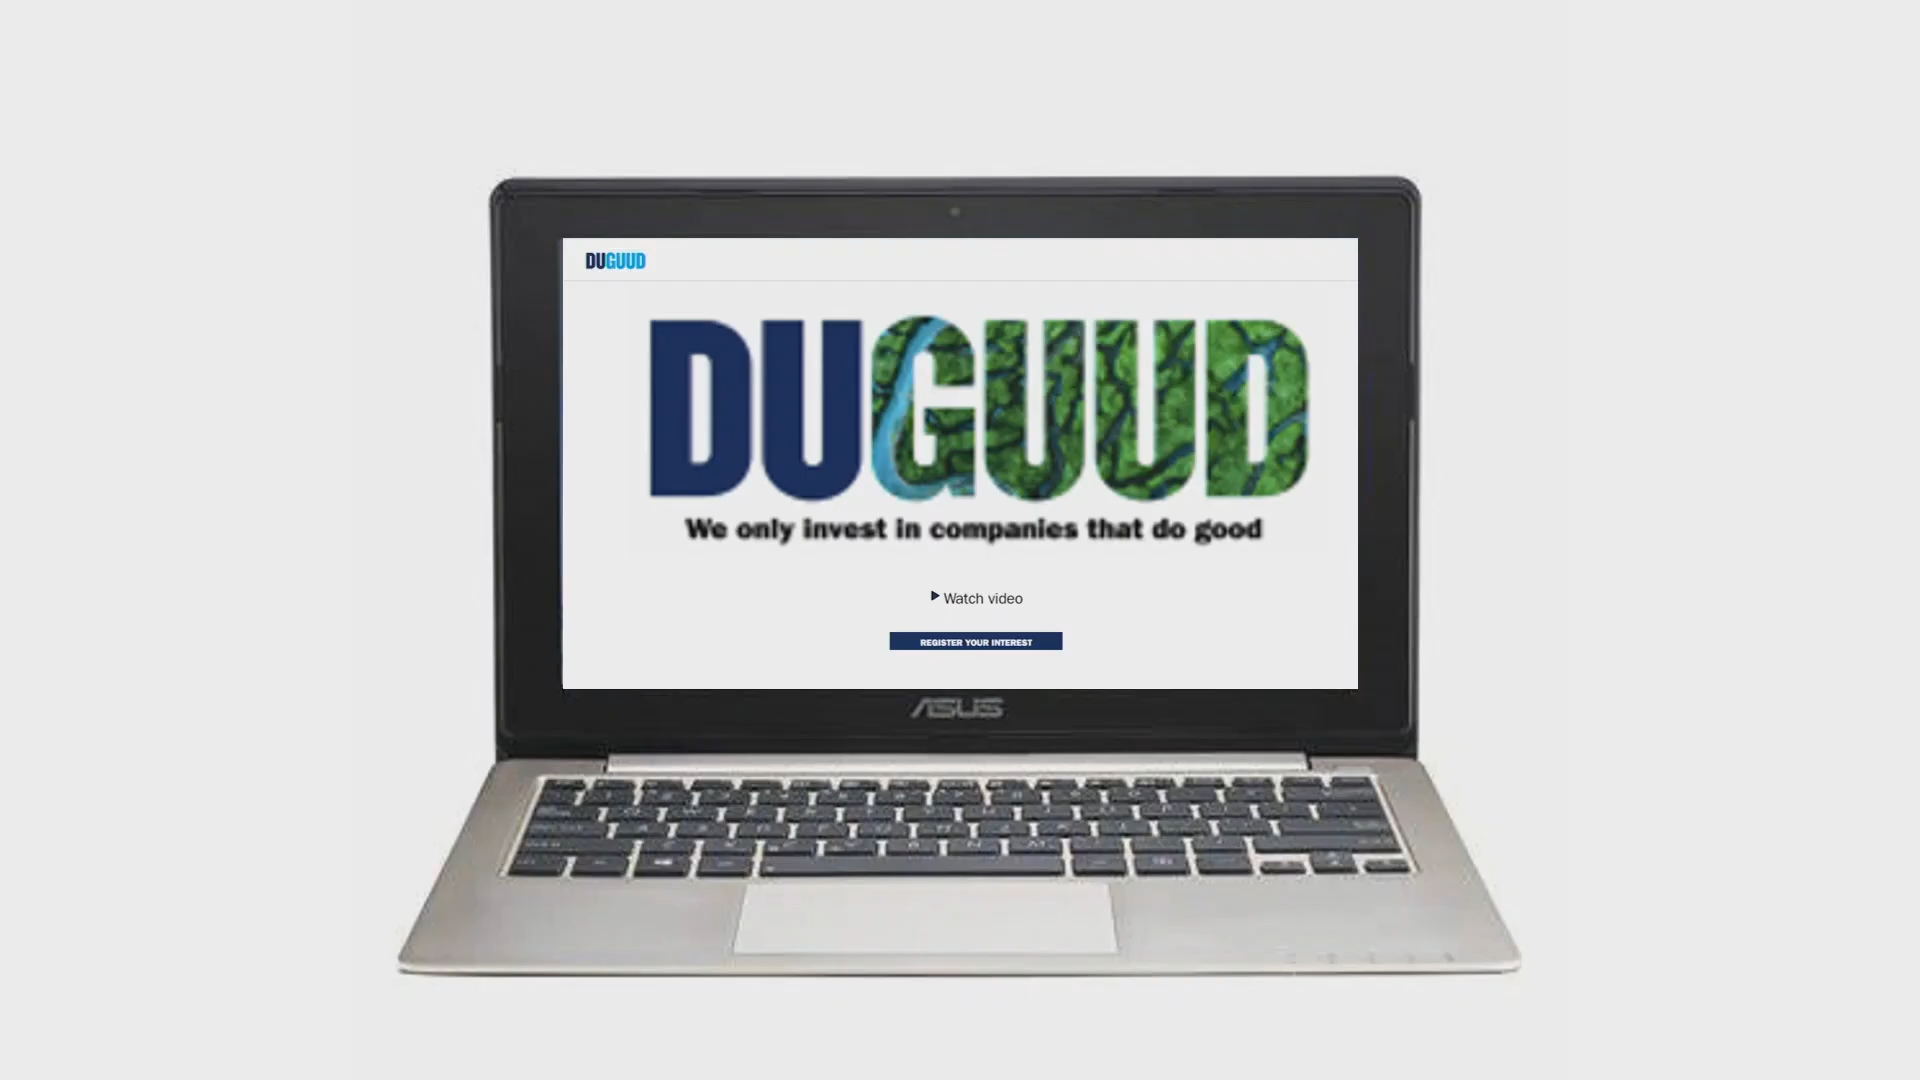 DUGUUD
DUGUUD
We only invest in companies that do good
Watch video
REGISTER YOUR INTEREST
ASUS